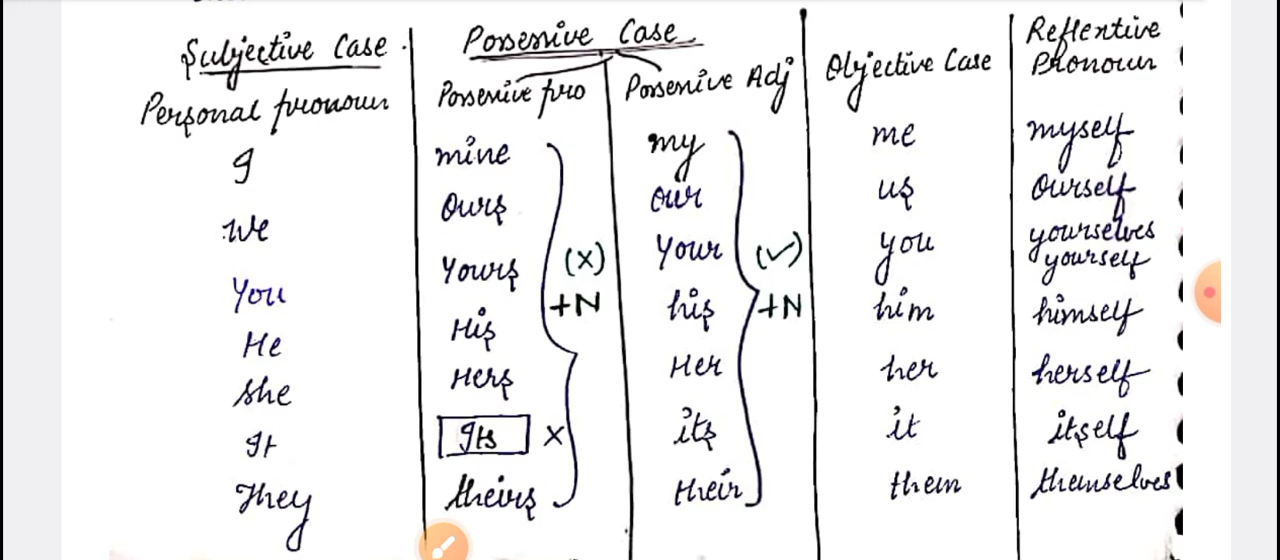 Subjective Case Possessive Case Objective Case Reflextive Pronoun
Personal pronoun Possessive pro Possessive Adj
I mine my me myself
We Ours our us Ourself
You Yours Your you yourselves yourself
(x) +N (✓) +N
He His his him himself
She Hers Her her herself
It Its x its it itself
They theirs their them themselves